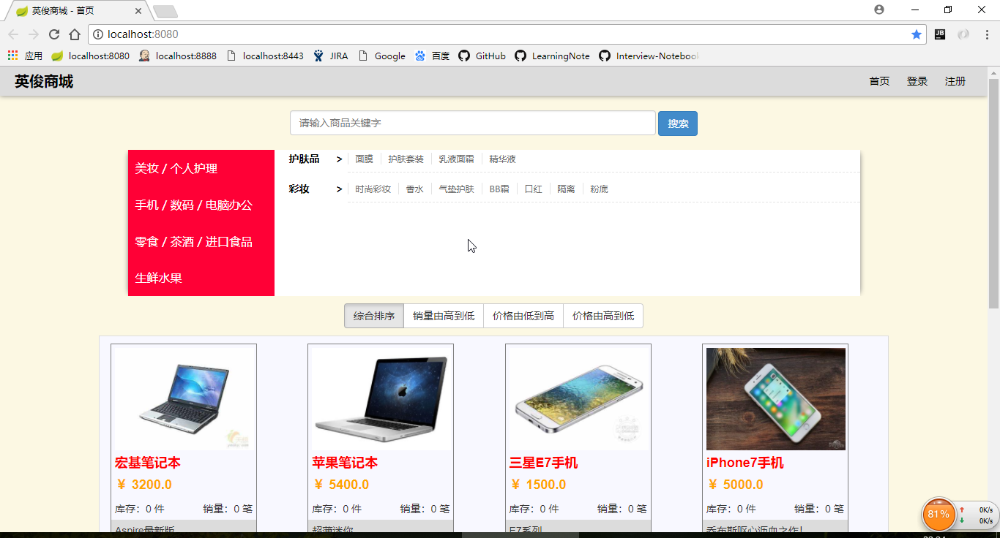 英俊商城 - 首页
localhost:8080
应用 localhost:8080 localhost:8888 localhost:8443 JIRA Google 百度 GitHub LearningNote Interview-Notebook
英俊商城 首页 登录 注册
请输入商品关键字 搜索
美妆 / 个人护理
手机 / 数码 / 电脑办公
零食 / 茶酒 / 进口食品
生鲜水果
护肤品 > 面膜 护肤套装 乳液面霜 精华液
彩妆 > 时尚彩妆 香水 气垫护肤 BB霜 口红 隔离 粉底
综合排序 销量由高到低 价格由低到高 价格由高到低
宏基笔记本 苹果笔记本 三星E7手机 iPhone7手机
¥ 3200.0 ¥ 5400.0 ¥ 1500.0 ¥ 5000.0
库存：0 件 销量：0 笔 库存：0 件 销量：0 笔 库存：0 件 销量：0 笔 库存：0 件 销量：0 笔
Aspire最新版 超薄迷你 E7系列 乔布斯呕心沥血之作！
81% 0K/s
0K/s